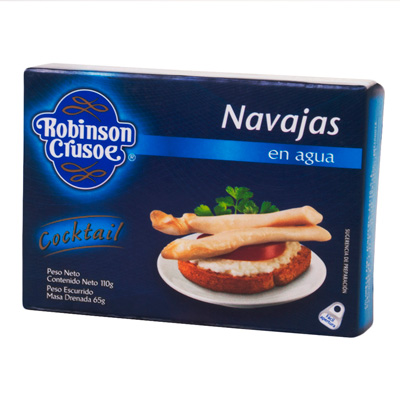 Robinson
Crusoe®
Cocktail
Peso Neto
Contenido Neto 110g
Peso Escurrido
Masa Drenada 65g
Navajas
en agua
SUGERENCIA DE PREPARACIÓN